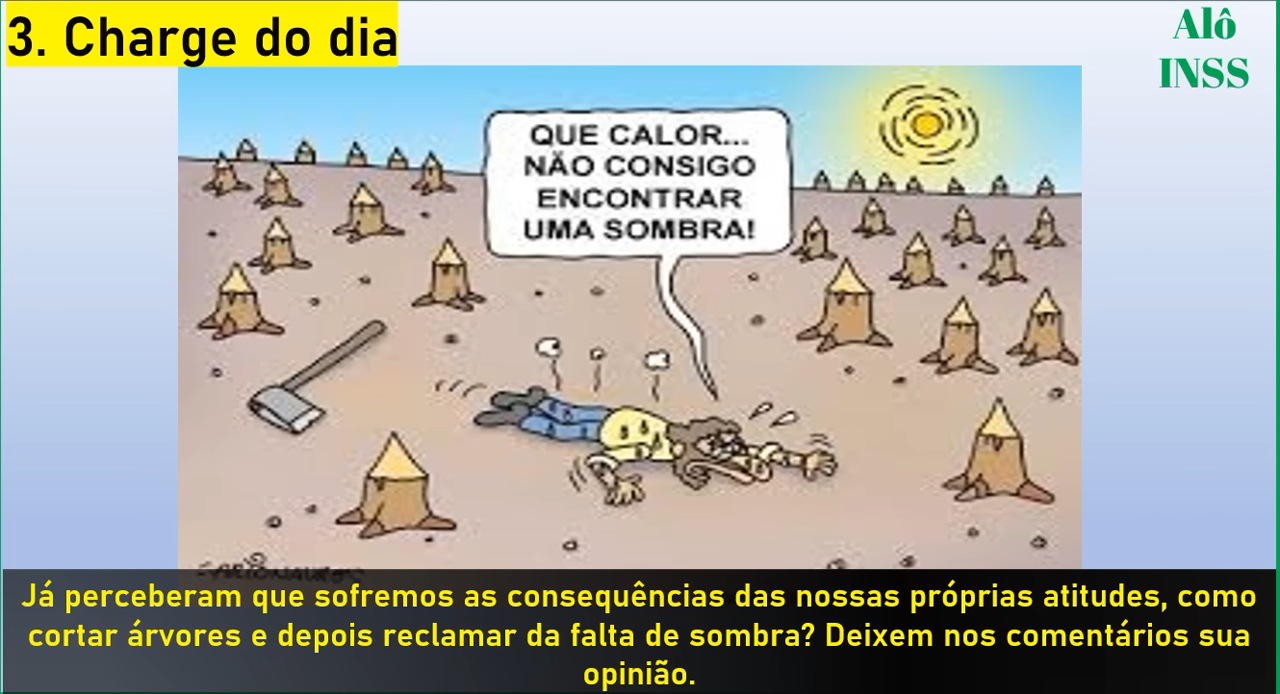 3. Charge do dia
Alô
INSS
QUE CALOR...
NÃO CONSIGO
ENCONTRAR
UMA SOMBRA!
Já perceberam que sofremos as consequências das nossas próprias atitudes, como
cortar árvores e depois reclamar da falta de sombra? Deixem nos comentários sua
opinião.